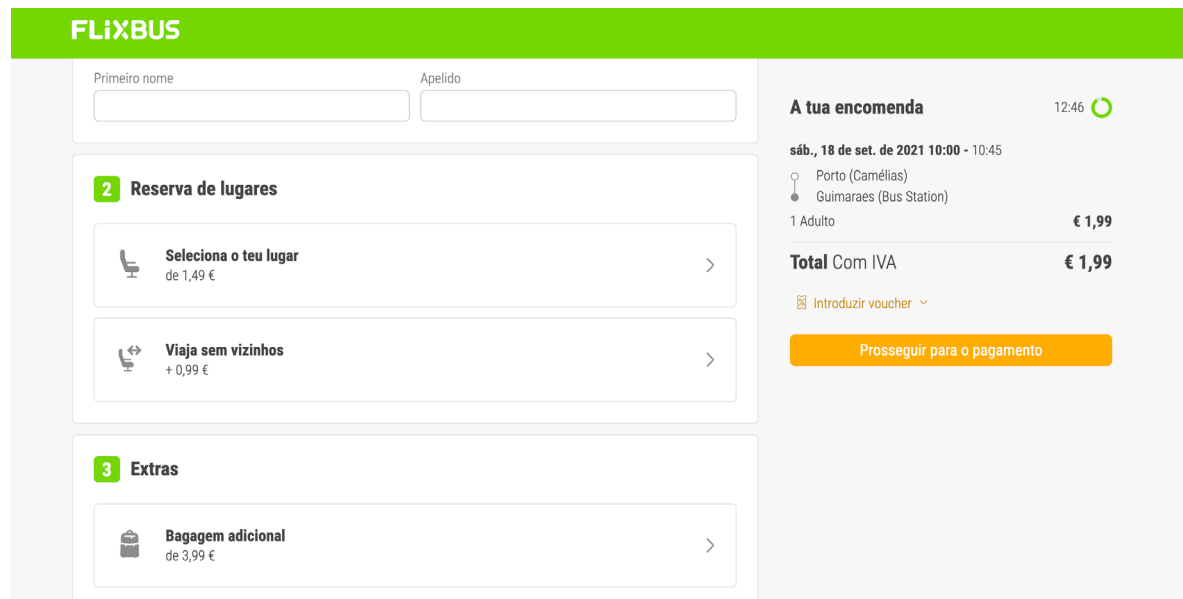 FLiXBUS
Primeiro nome
Apelido
2 Reserva de lugares
Seleciona o teu lugar
de 1,49 €
Viaja sem vizinhos
+ 0,99 €
3 Extras
Bagagem adicional
de 3,99 €
A tua encomenda 12:46
sáb., 18 de set. de 2021 10:00 - 10:45
Porto (Camélias)
Guimaraes (Bus Station)
1 Adulto € 1,99
Total Com IVA € 1,99
Introduzir voucher
Prosseguir para o pagamento